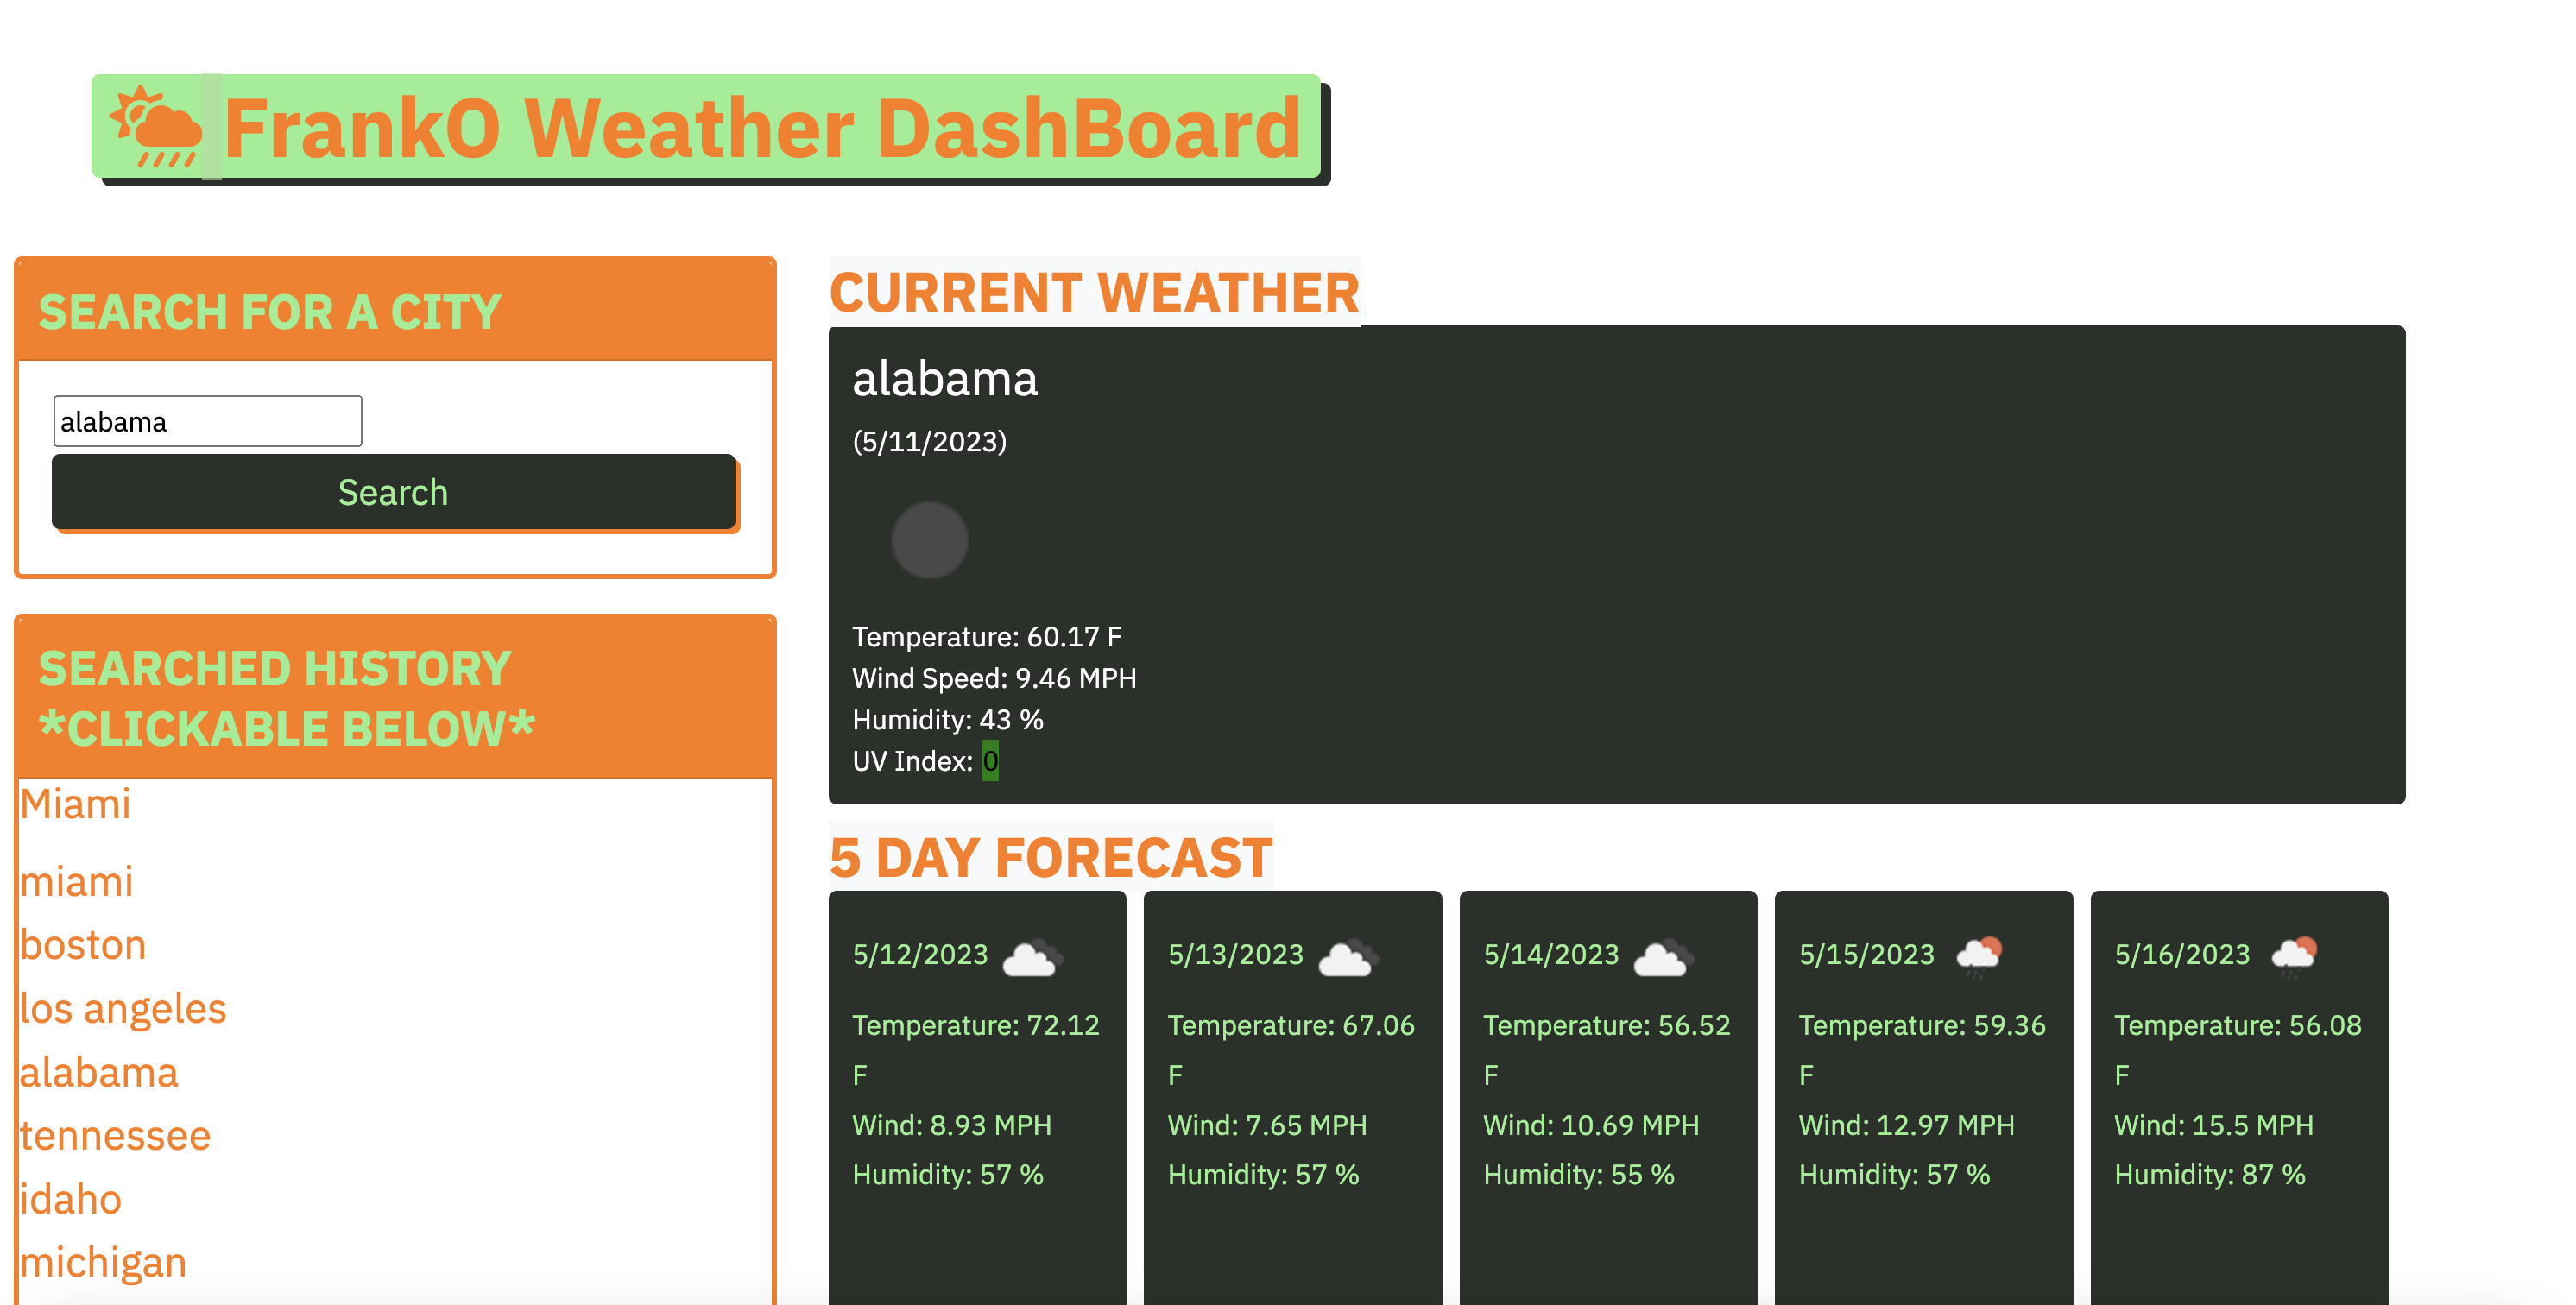 FrankO Weather DashBoard
SEARCH FOR A CITY
alabama
Search
SEARCHED HISTORY
*CLICKABLE BELOW*
Miami
miami
boston
los angeles
alabama
tennessee
idaho
michigan
CURRENT WEATHER
alabama
(5/11/2023)
Temperature: 60.17 F
Wind Speed: 9.46 MPH
Humidity: 43 %
UV Index: 0
5 DAY FORECAST
5/12/2023
Temperature: 72.12
F
Wind: 8.93 MPH
Humidity: 57 %
5/13/2023
Temperature: 67.06
F
Wind: 7.65 MPH
Humidity: 57 %
5/14/2023
Temperature: 56.52
F
Wind: 10.69 MPH
Humidity: 55 %
5/15/2023
Temperature: 59.36
F
Wind: 12.97 MPH
Humidity: 57 %
5/16/2023
Temperature: 56.08
F
Wind: 15.5 MPH
Humidity: 87 %